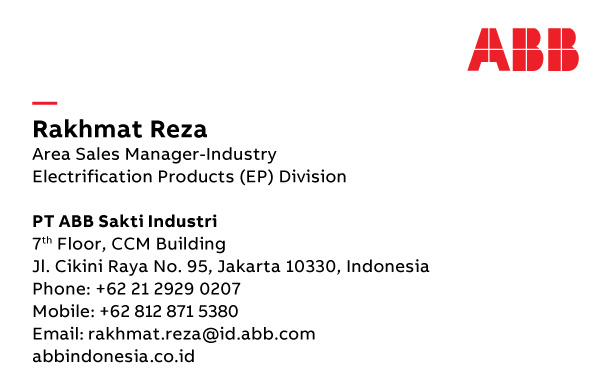 ABB
Rakhmat Reza
Area Sales Manager-Industry
Electrification Products (EP) Division
PT ABB Sakti Industri
7th Floor, CCM Building
Jl. Cikini Raya No. 95, Jakarta 10330, Indonesia
Phone: +62 21 2929 0207
Mobile: +62 812 871 5380
Email: rakhmat.reza@id.abb.com
abbindonesia.co.id